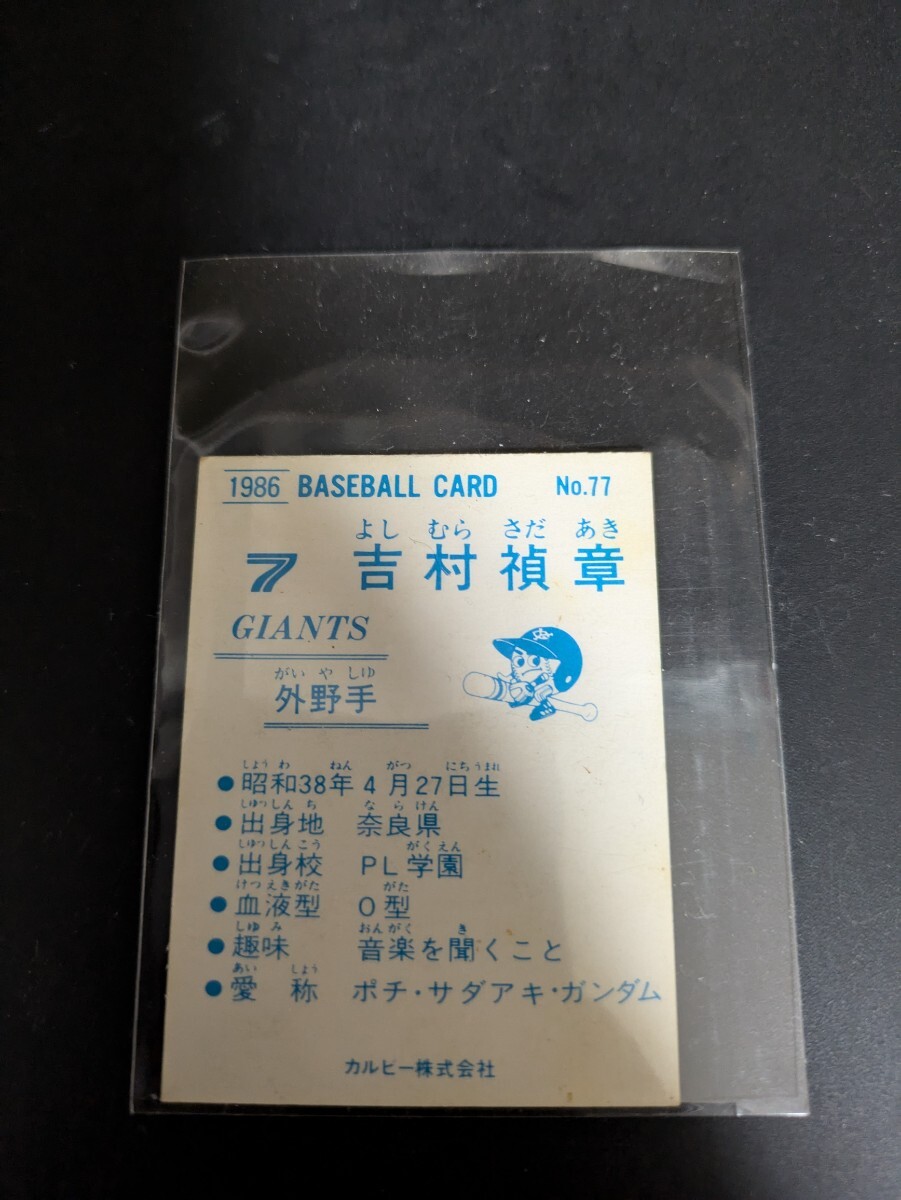 1986 BASEBALL CARD No.77
よし むら さだ あき
7 吉村禎章
GIANTS
がい や しゆ
外野手
しょう わ ねん がつ にち うまれ
●昭和38年4月27日生
しゆつ しん ち な ら けん
●出身地 奈良県
しゆつ しん こう がく えん
●出身校 PL学園
けつ えき がた がた
●血液型 O型
しゆ み おん がく き
●趣味 音楽を聞くこと
あい しょう
●愛称 ポチ・サダアキ・ガンダム
カルビー株式会社